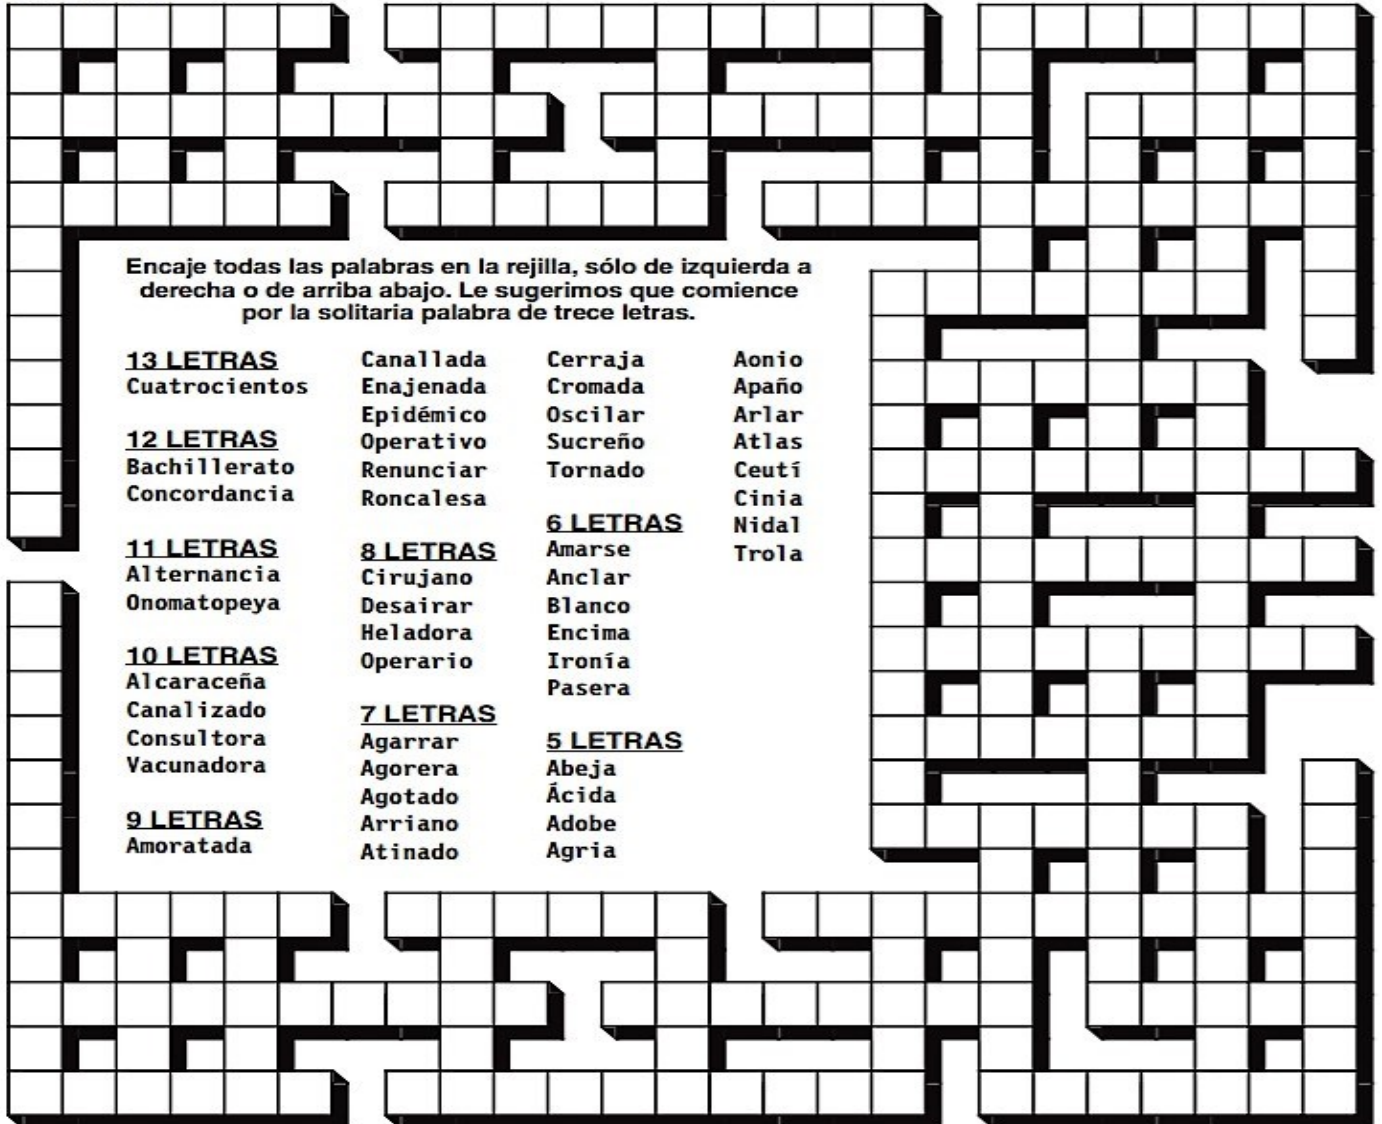 Encaje todas las palabras en la rejilla, sólo de izquierda a
derecha o de arriba abajo. Le sugerimos que comience
por la solitaria palabra de trece letras.
13 LETRAS
Cuatrocientos
12 LETRAS
Bachillerato
Concordancia
11 LETRAS
Alternancia
Onomatopeya
10 LETRAS
Alcaraceña
Canalizado
Consultora
Vacunadora
9 LETRAS
Amoratada
Canallada
Enajenada
Epidémico
Operativo
Renunciar
Roncalesa
8 LETRAS
Cirujano
Desairar
Heladora
Operario
7 LETRAS
Agarrar
Agorera
Agotado
Arriano
Atinado
Cerraja
Cromada
Oscilar
Sucreño
Tornado
6 LETRAS
Amarse
Anclar
Blanco
Encima
Ironía
Pasera
5 LETRAS
Abeja
Ácida
Adobe
Agria
Aonio
Apaño
Arlar
Atlas
Ceutí
Cinia
Nidal
Trola